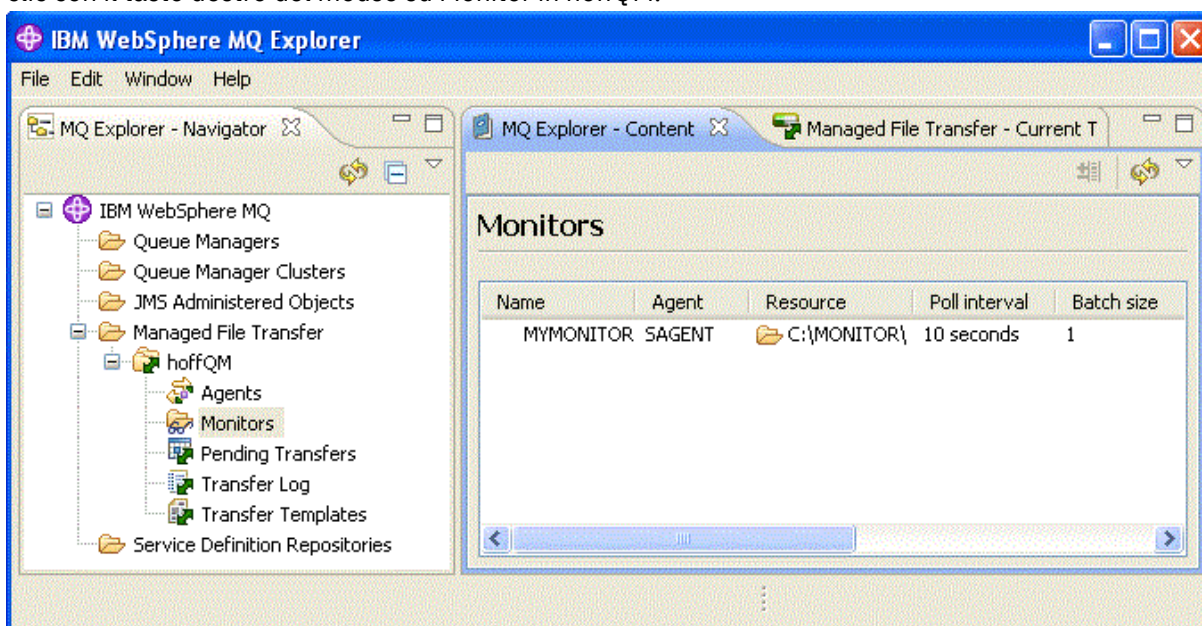 IBM WebSphere MQ Explorer
File Edit Window Help
MQ Explorer - Navigator
IBM WebSphere MQ
Queue Managers
Queue Manager Clusters
JMS Administered Objects
Managed File Transfer
hoffQM
Agents
Monitors
Pending Transfers
Transfer Log
Transfer Templates
Service Definition Repositories
MQ Explorer - Content
Managed File Transfer - Current T
Monitors
Name Agent Resource Poll interval Batch size
MYMONITOR SAGENT C:\MONITOR\ 10 seconds 1